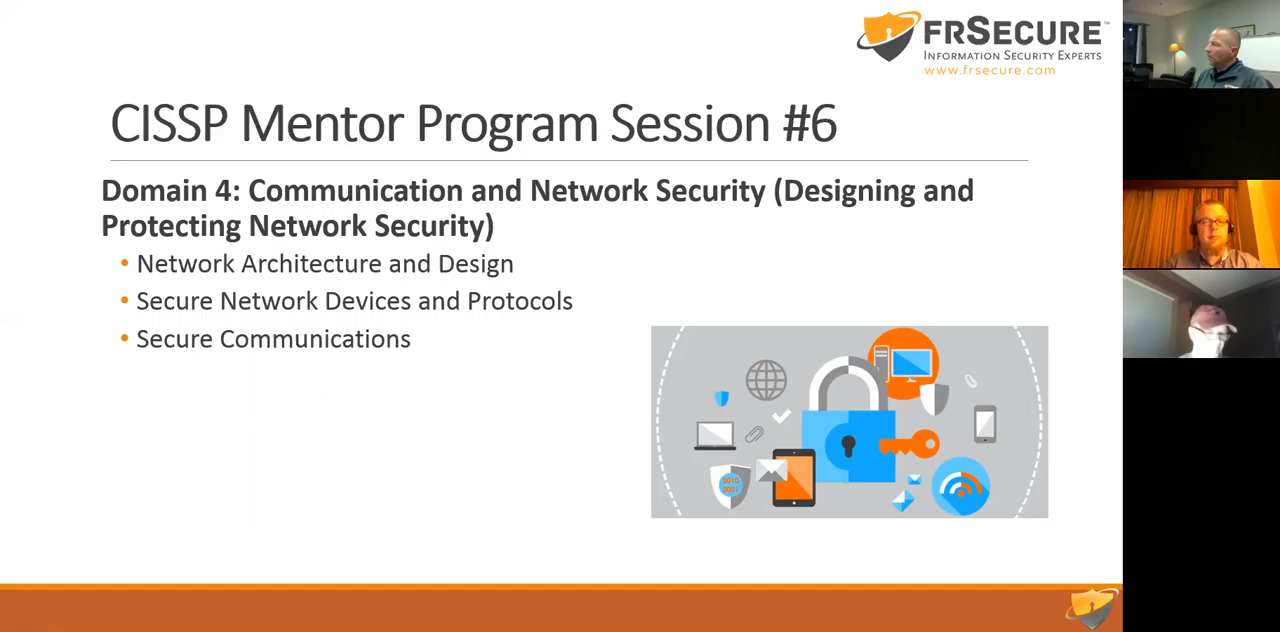 FRSECURE™
INFORMATION SECURITY EXPERTS
www.frsecure.com
CISSP Mentor Program Session #6
Domain 4: Communication and Network Security (Designing and
Protecting Network Security)
• Network Architecture and Design
• Secure Network Devices and Protocols
• Secure Communications